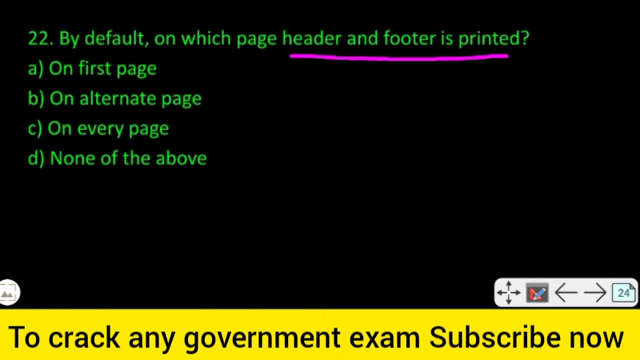 22. By default, on which page header and footer is printed?
a) On first page
b) On alternate page
c) On every page
d) None of the above
24
To crack any government exam Subscribe now